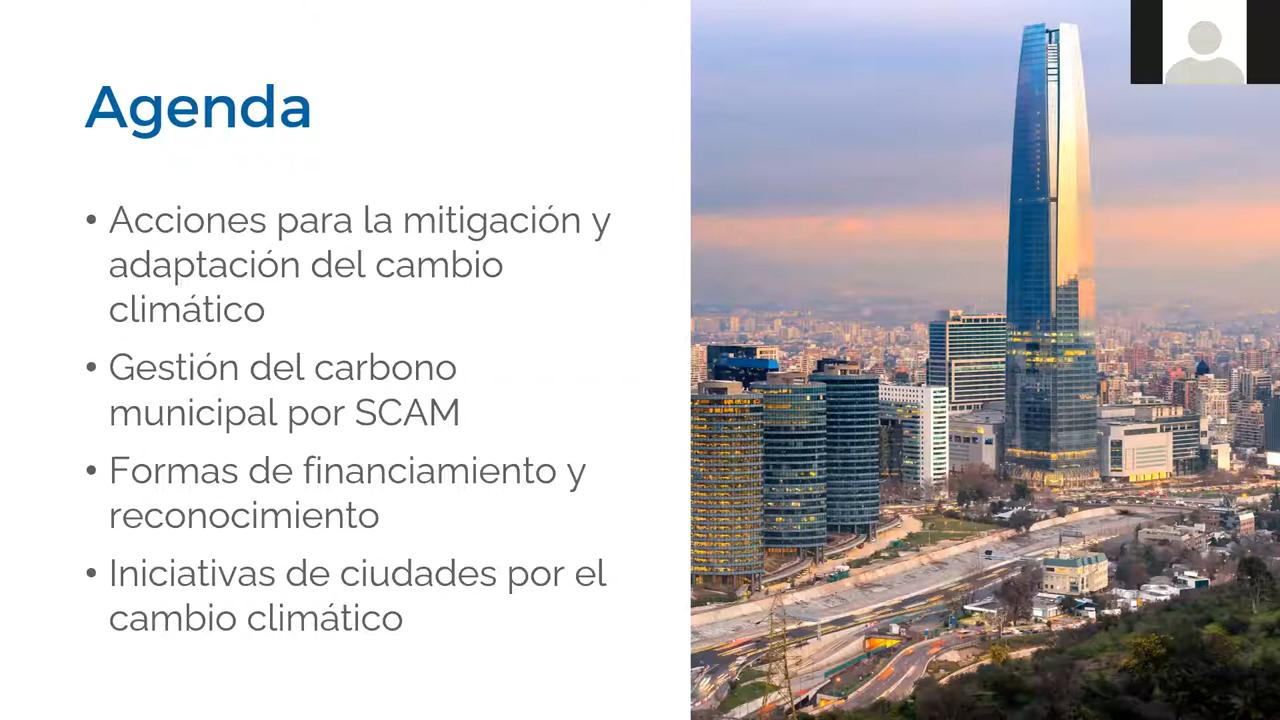 Agenda
• Acciones para la mitigación y
adaptación del cambio
climático
• Gestión del carbono
municipal por SCAM
• Formas de financiamiento y
reconocimiento
• Iniciativas de ciudades por el
cambio climático